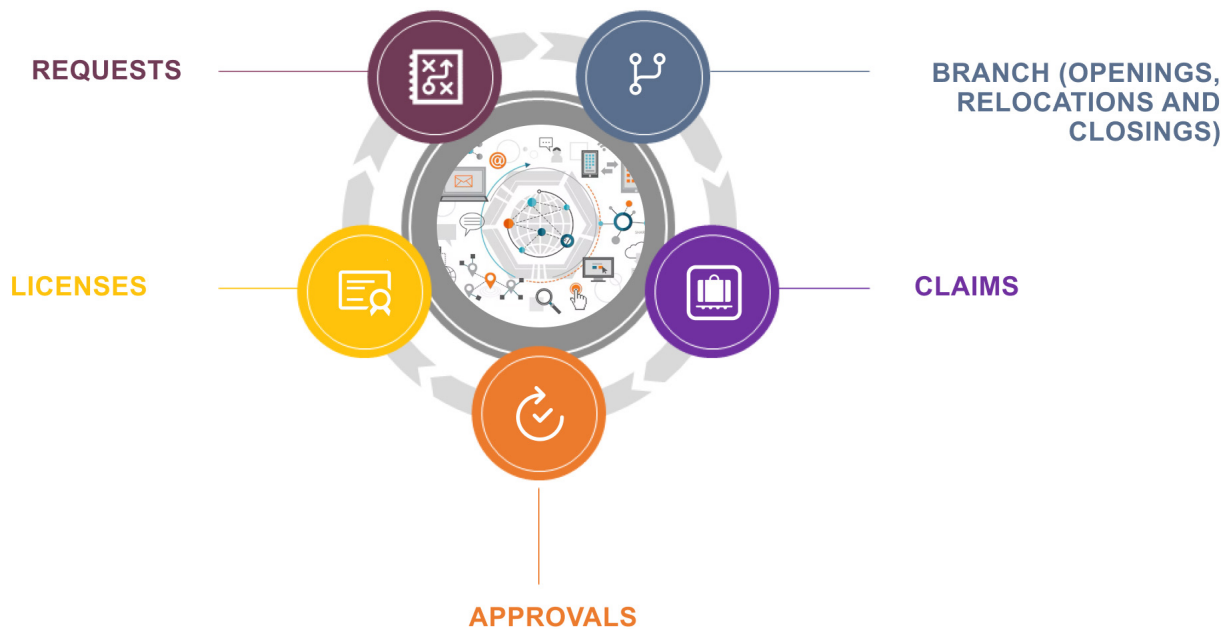 REQUESTS
BRANCH (OPENINGS,
RELOCATIONS AND
CLOSINGS)
LICENSES
CLAIMS
APPROVALS